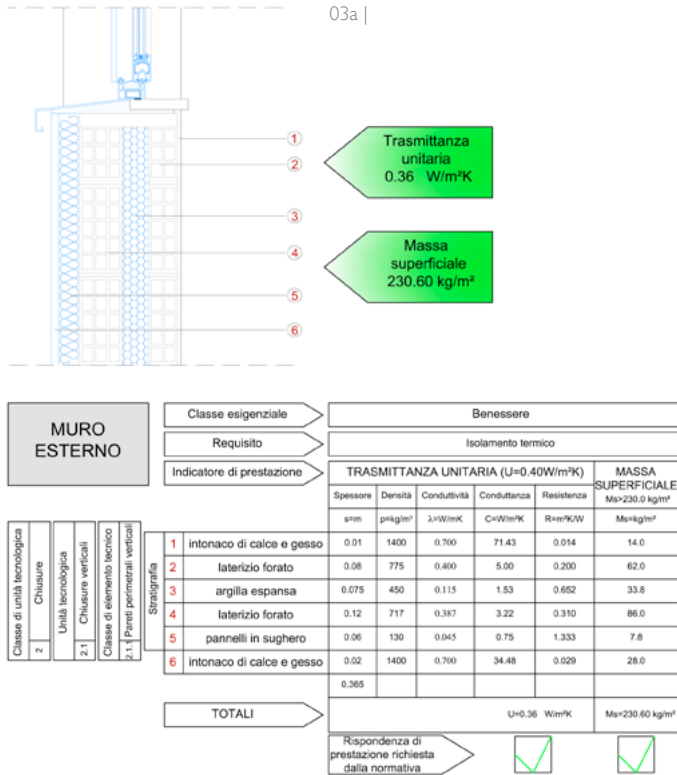 03a |
1
2
3
4
5
6
Trasmittanza
unitaria
0.36 W/m²K
Massa
superficiale
230.60 kg/m²
MURO
ESTERNO
Classe esigenziale
Benessere
Requisito
Isolamento termico
Indicatore di prestazione
TRASMITTANZA UNITARIA (U=0.40W/m²K)
MASSA
SUPERFICIALE
Ms>230.0 kg/m²
Spessore Densità Conduttività Conduttanza Resistenza
s=m ρ=kg/m³ λ=W/mK C=W/m²K R=m²K/W Ms=kg/m²
Classe di unità tecnologica
2 Chiusure
Unità tecnologica
2.1 Chiusure verticali
Classe di elemento tecnico
2.1.1 Pareti perimetrali verticali
Stratigrafia
1 intonaco di calce e gesso 0.01 1400 0.700 71.43 0.014 14.0
2 laterizio forato 0.08 775 0.400 5.00 0.200 62.0
3 argilla espansa 0.075 450 0.115 1.53 0.652 33.8
4 laterizio forato 0.12 717 0.387 3.22 0.310 86.0
5 pannelli in sughero 0.06 130 0.045 0.75 1.333 7.8
6 intonaco di calce e gesso 0.02 1400 0.700 34.48 0.029 28.0
0.365
TOTALI
U=0.36 W/m²K
Ms=230.60 kg/m²
Rispondenza di
prestazione richiesta
dalla normativa